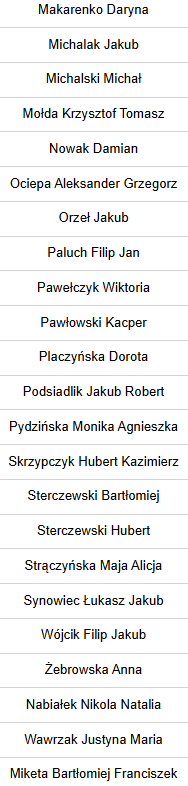 Makarenko Daryna
Michalak Jakub
Michalski Michał
Mołda Krzysztof Tomasz
Nowak Damian
Ociepa Aleksander Grzegorz
Orzeł Jakub
Paluch Filip Jan
Pawełczyk Wiktoria
Pawłowski Kacper
Placzyńska Dorota
Podsiadlik Jakub Robert
Pydzińska Monika Agnieszka
Skrzypczyk Hubert Kazimierz
Sterczewski Bartłomiej
Sterczewski Hubert
Strączyńska Maja Alicja
Synowiec Łukasz Jakub
Wójcik Filip Jakub
Żebrowska Anna
Nabiałek Nikola Natalia
Wawrzak Justyna Maria
Miketa Bartłomiej Franciszek